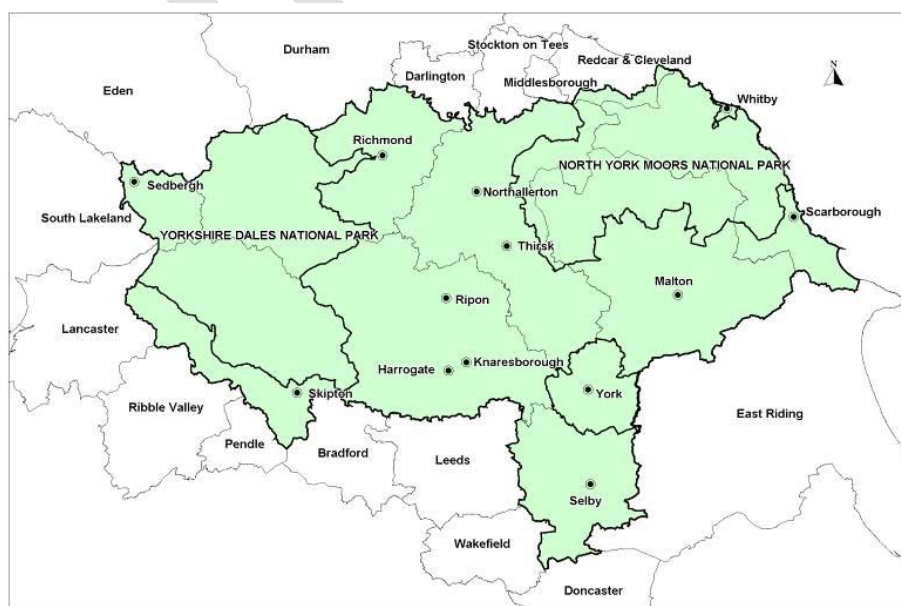 Stockton on Tees
Durham
Redcar & Cleveland
Darlington
Middlesborough
Eden
N
Whitby
Richmond
NORTH YORK MOORS NATIONAL PARK
Sedbergh
Northallerton
South Lakeland
Scarborough
YORKSHIRE DALES NATIONAL PARK
Thirsk
Malton
Ripon
Lancaster
Knaresborough
Harrogate
Skipton
York
Ribble Valley
East Riding
Pendle
Bradford
Leeds
Selby
Wakefield
Doncaster